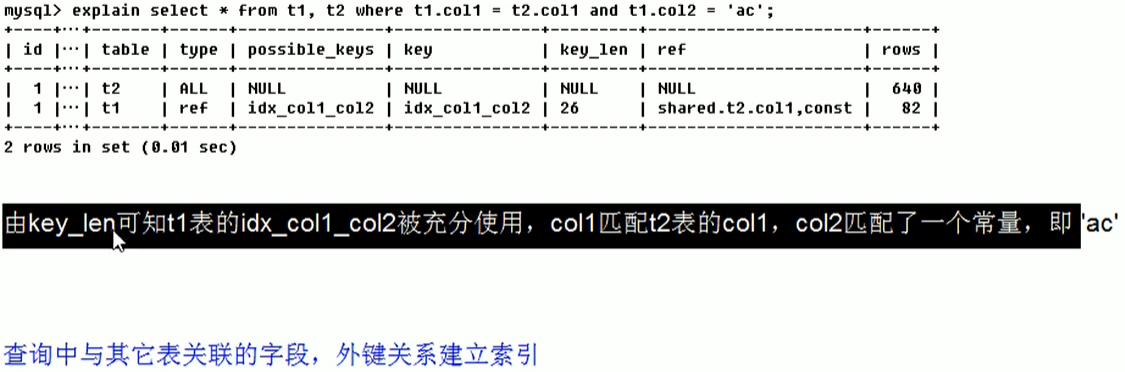 mysql> explain select * from t1, t2 where t1.col1 = t2.col1 and t1.col2 = 'ac';
+----+...+-------+------+---------------+---------------+---------+----------------------+------+
| id |...| table | type | possible_keys | key | key_len | ref | rows |
+----+...+-------+------+---------------+---------------+---------+----------------------+------+
| 1 |...| t2 | ALL | NULL | NULL | NULL | NULL | 640 |
| 1 |...| t1 | ref | idx_col1_col2 | idx_col1_col2 | 26 | shared.t2.col1,const | 82 |
+----+...+-------+------+---------------+---------------+---------+----------------------+------+
2 rows in set (0.01 sec)
由key_len可知t1表的idx_col1_col2被充分使用，col1匹配t2表的col1，col2匹配了一个常量，即 'ac'
查询中与其它表关联的字段，外键关系建立索引